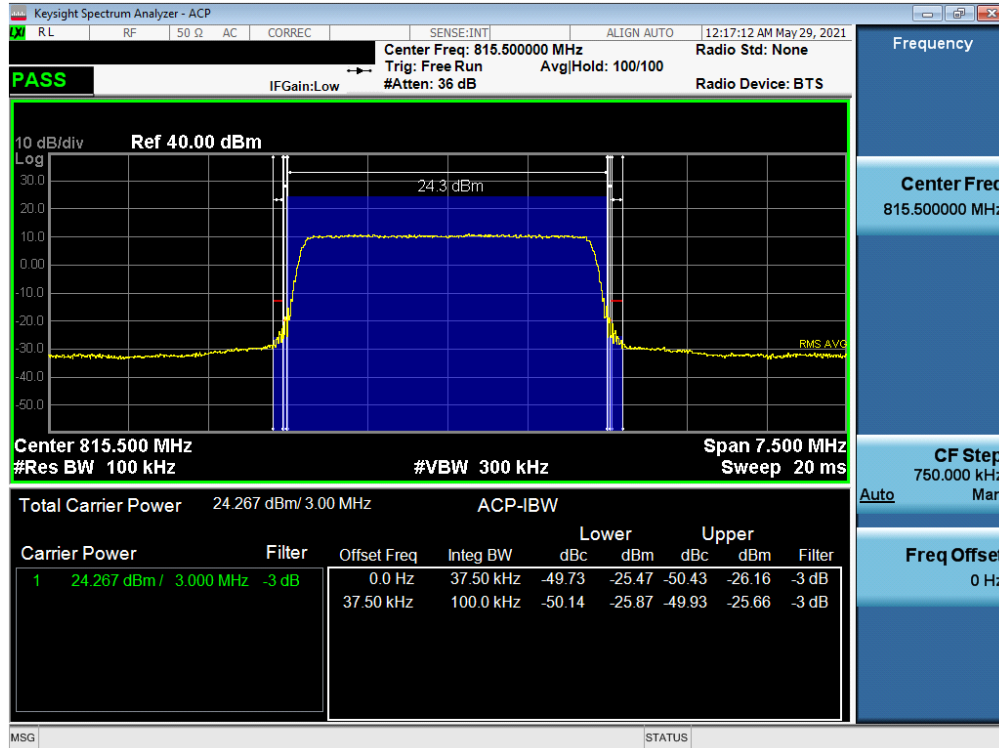 Keysight Spectrum Analyzer - ACP
LXI RL RF 50 Ω AC CORREC SENSE:INT ALIGN AUTO 12:17:12 AM May 29, 2021
Center Freq: 815.500000 MHz Radio Std: None
Trig: Free Run Avg|Hold: 100/100
PASS IFGain:Low #Atten: 36 dB Radio Device: BTS
10 dB/div Ref 40.00 dBm
Log
30.0
20.0
10.0
0.00
-10.0
-20.0
-30.0
-40.0
-50.0
24.3 dBm
RMS AVG
Center 815.500 MHz Span 7.500 MHz
#Res BW 100 kHz #VBW 300 kHz Sweep 20 ms
Total Carrier Power 24.267 dBm/ 3.00 MHz ACP-IBW
Lower Upper
Carrier Power Filter Offset Freq Integ BW dBc dBm dBc dBm Filter
1 24.267 dBm / 3.000 MHz -3 dB 0.0 Hz 37.50 kHz -49.73 -25.47 -50.43 -26.16 -3 dB
37.50 kHz 100.0 kHz -50.14 -25.87 -49.93 -25.66 -3 dB
MSG STATUS
Frequency
Center Freq
815.500000 MHz
CF Step
750.000 kHz
Auto Man
Freq Offset
0 Hz